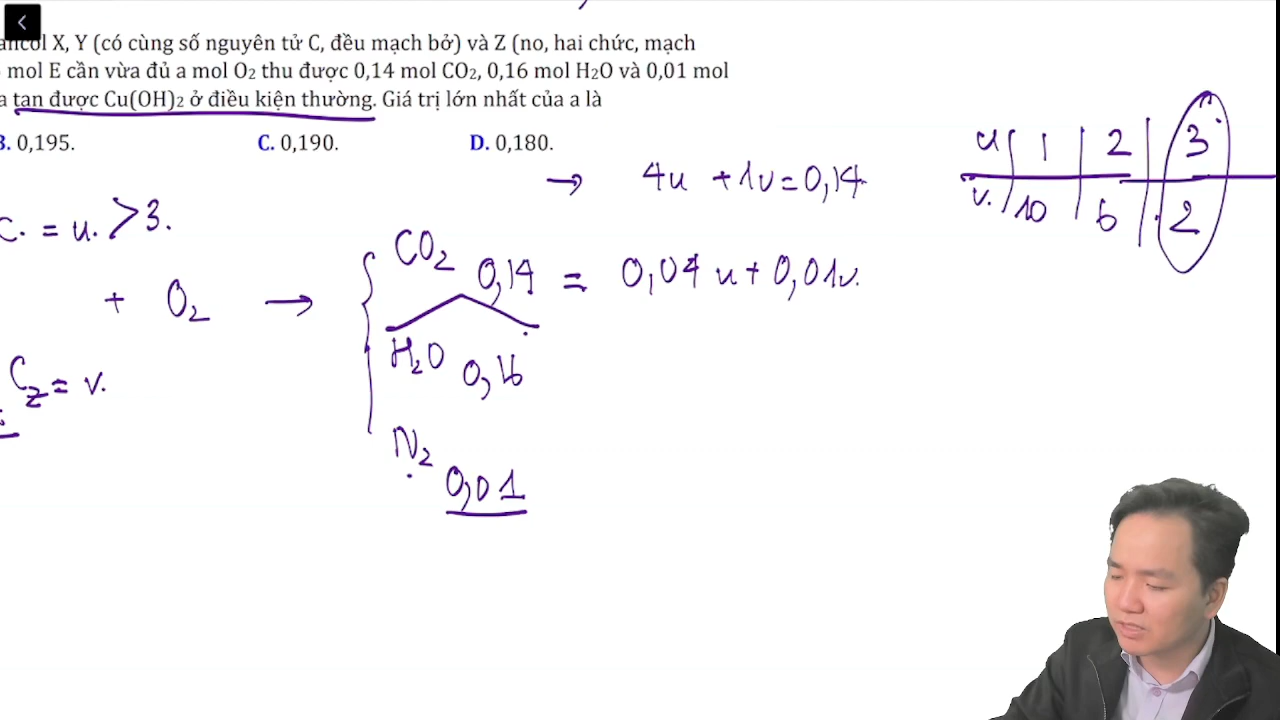 ancol X, Y (có cùng số nguyên tử C, đều mạch hở) và Z (no, hai chức, mạch
mol E cần vừa đủ a mol O₂ thu được 0,14 mol CO₂, 0,16 mol H₂O và 0,01 mol
a tan được Cu(OH)₂ ở điều kiện thường. Giá trị lớn nhất của a là
B. 0,195. C. 0,190. D. 0,180.
→ 4u + 1v = 0,14
u 1 2 3
v. 10 6 2
C. = u. > 3.
CO₂ 0,14 = 0,04 u + 0,01v.
+ O₂ →
H₂O 0,16
C_Z = v.
N₂ 0,01